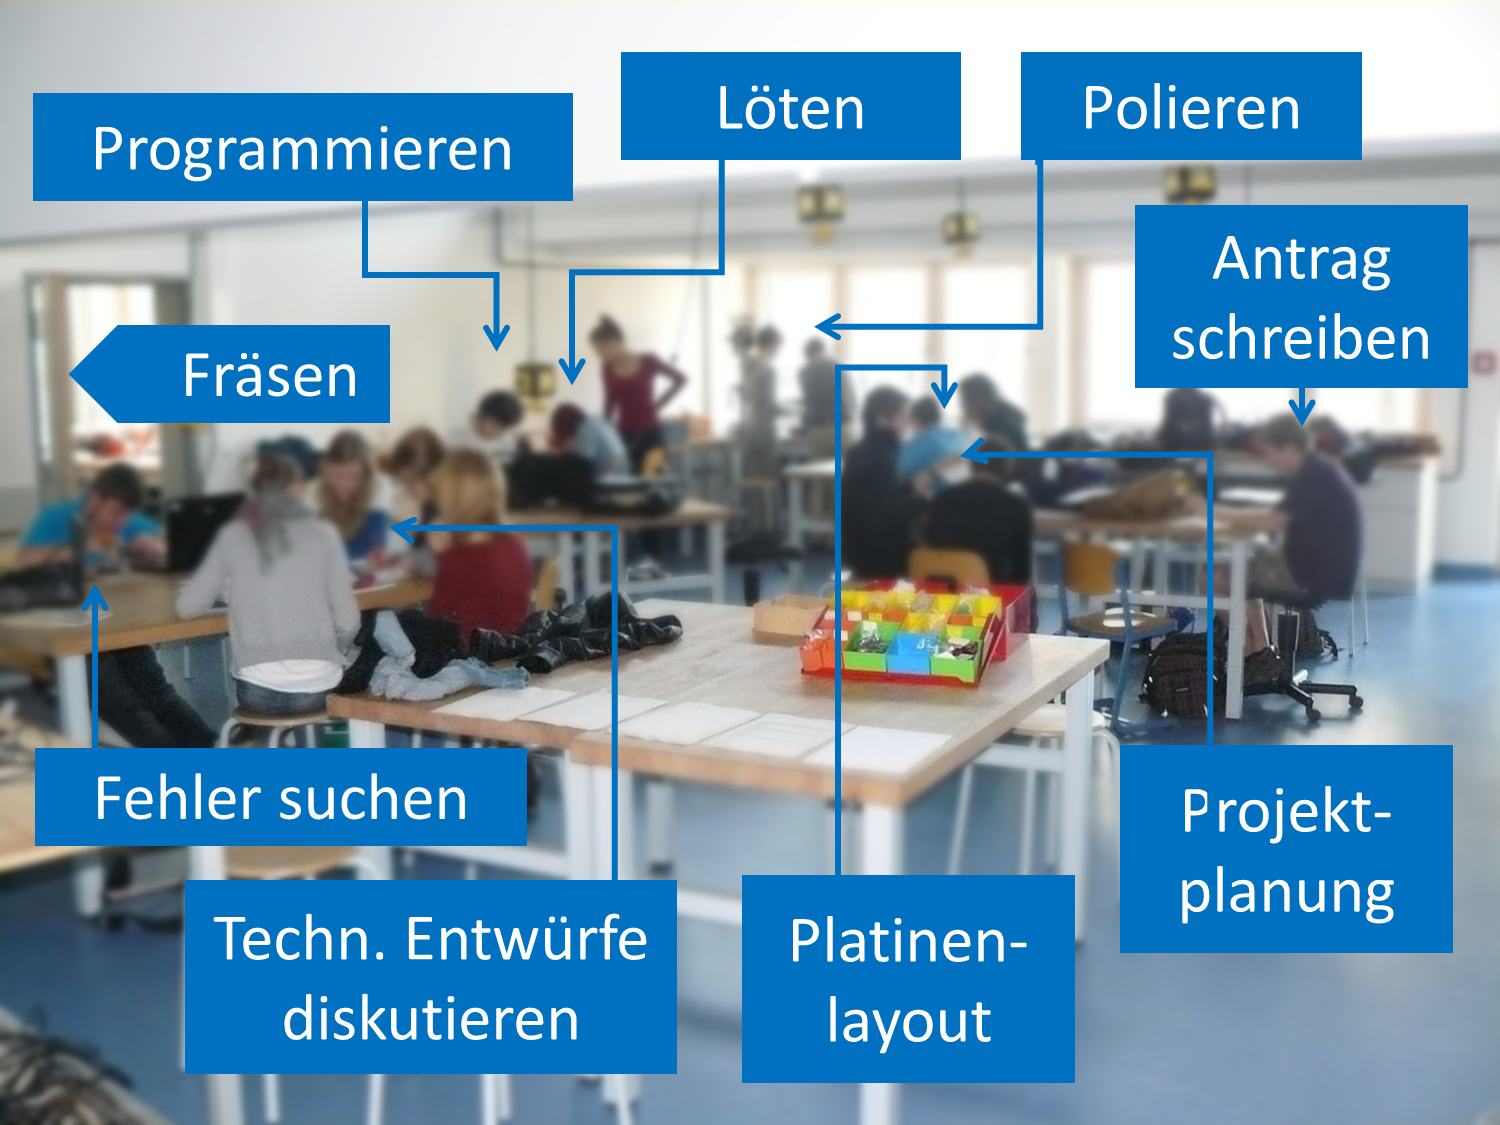 Löten
Polieren
Programmieren
Antrag
schreiben
Fräsen
Fehler suchen
Projekt-
planung
Techn. Entwürfe
diskutieren
Platinen-
layout